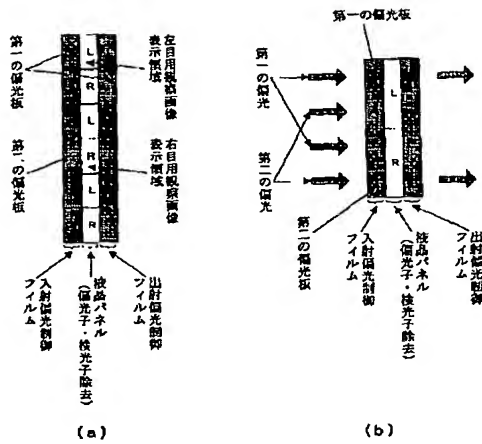 第一の偏光板
第二の偏光板
L
R
L
R
L
R
左目用観察画像
表示領域
右目用観察画像
表示領域
入射偏光制御
フィルム
液晶パネル
(偏光子・検光子除去)
出射偏光制御
フィルム
(a)
第一の偏光板
第一の偏光
第二の偏光
L
R
第二の偏光板
入射偏光制御
フィルム
液晶パネル
(偏光子・検光子除去)
出射偏光制御
フィルム
(b)